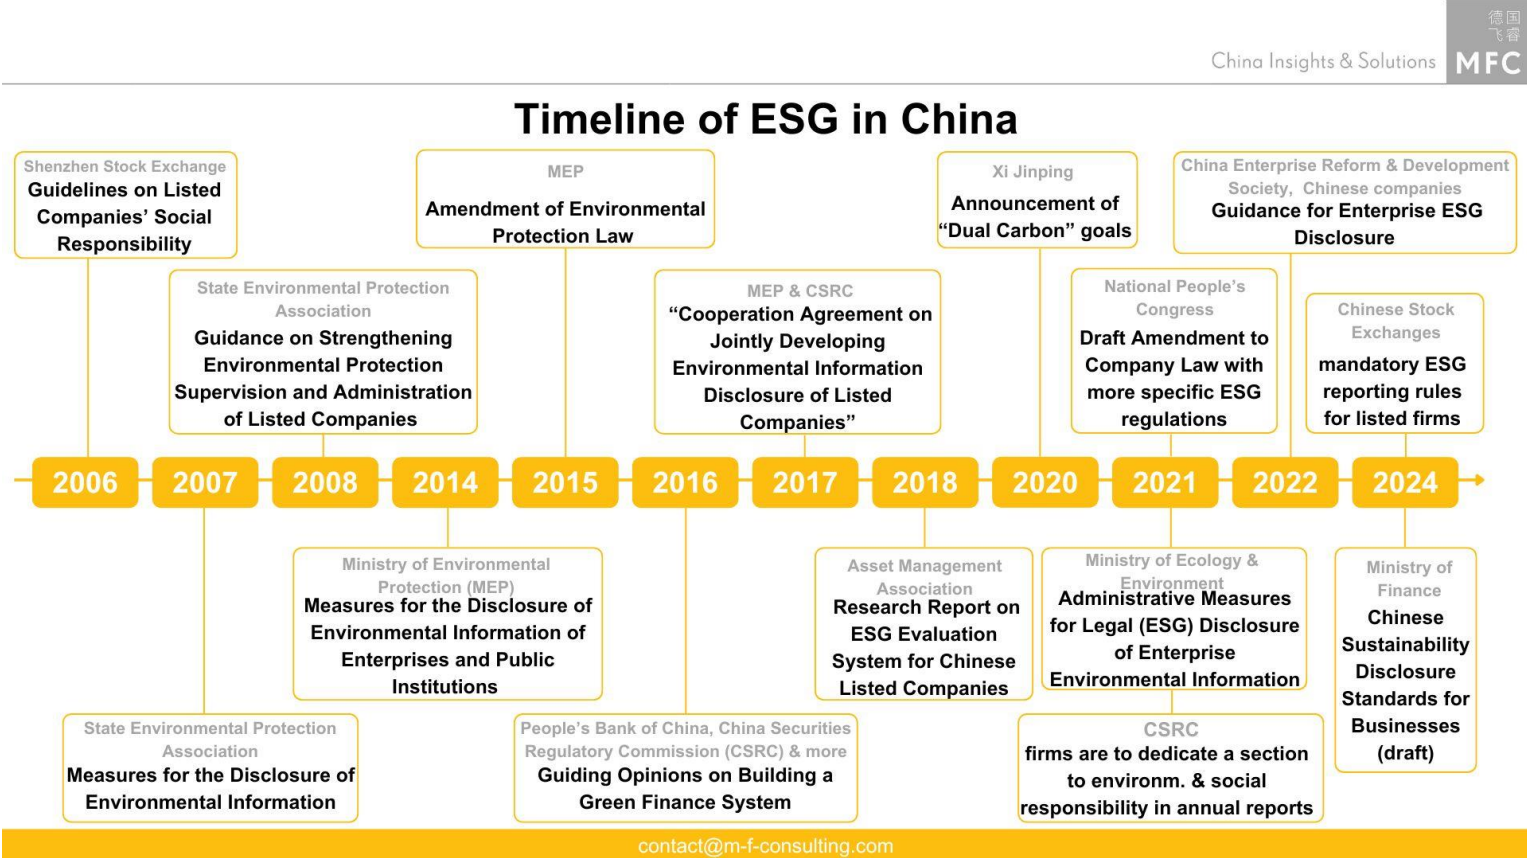 德国
飞睿
China Insights & Solutions
MFC
Timeline of ESG in China
Shenzhen Stock Exchange
Guidelines on Listed
Companies’ Social
Responsibility
MEP
Amendment of Environmental
Protection Law
Xi Jinping
Announcement of
“Dual Carbon” goals
China Enterprise Reform & Development
Society, Chinese companies
Guidance for Enterprise ESG
Disclosure
State Environmental Protection
Association
Guidance on Strengthening
Environmental Protection
Supervision and Administration
of Listed Companies
MEP & CSRC
“Cooperation Agreement on
Jointly Developing
Environmental Information
Disclosure of Listed
Companies”
National People’s
Congress
Draft Amendment to
Company Law with
more specific ESG
regulations
Chinese Stock
Exchanges
mandatory ESG
reporting rules
for listed firms
2006
2007
2008
2014
2015
2016
2017
2018
2020
2021
2022
2024
Ministry of Environmental
Protection (MEP)
Measures for the Disclosure of
Environmental Information of
Enterprises and Public
Institutions
Asset Management
Association
Research Report on
ESG Evaluation
System for Chinese
Listed Companies
Ministry of Ecology &
Environment
Administrative Measures
for Legal (ESG) Disclosure
of Enterprise
Environmental Information
Ministry of
Finance
Chinese
Sustainability
Disclosure
Standards for
Businesses
(draft)
State Environmental Protection
Association
Measures for the Disclosure of
Environmental Information
People’s Bank of China, China Securities
Regulatory Commission (CSRC) & more
Guiding Opinions on Building a
Green Finance System
CSRC
firms are to dedicate a section
to environm. & social
responsibility in annual reports
contact@m-f-consulting.com